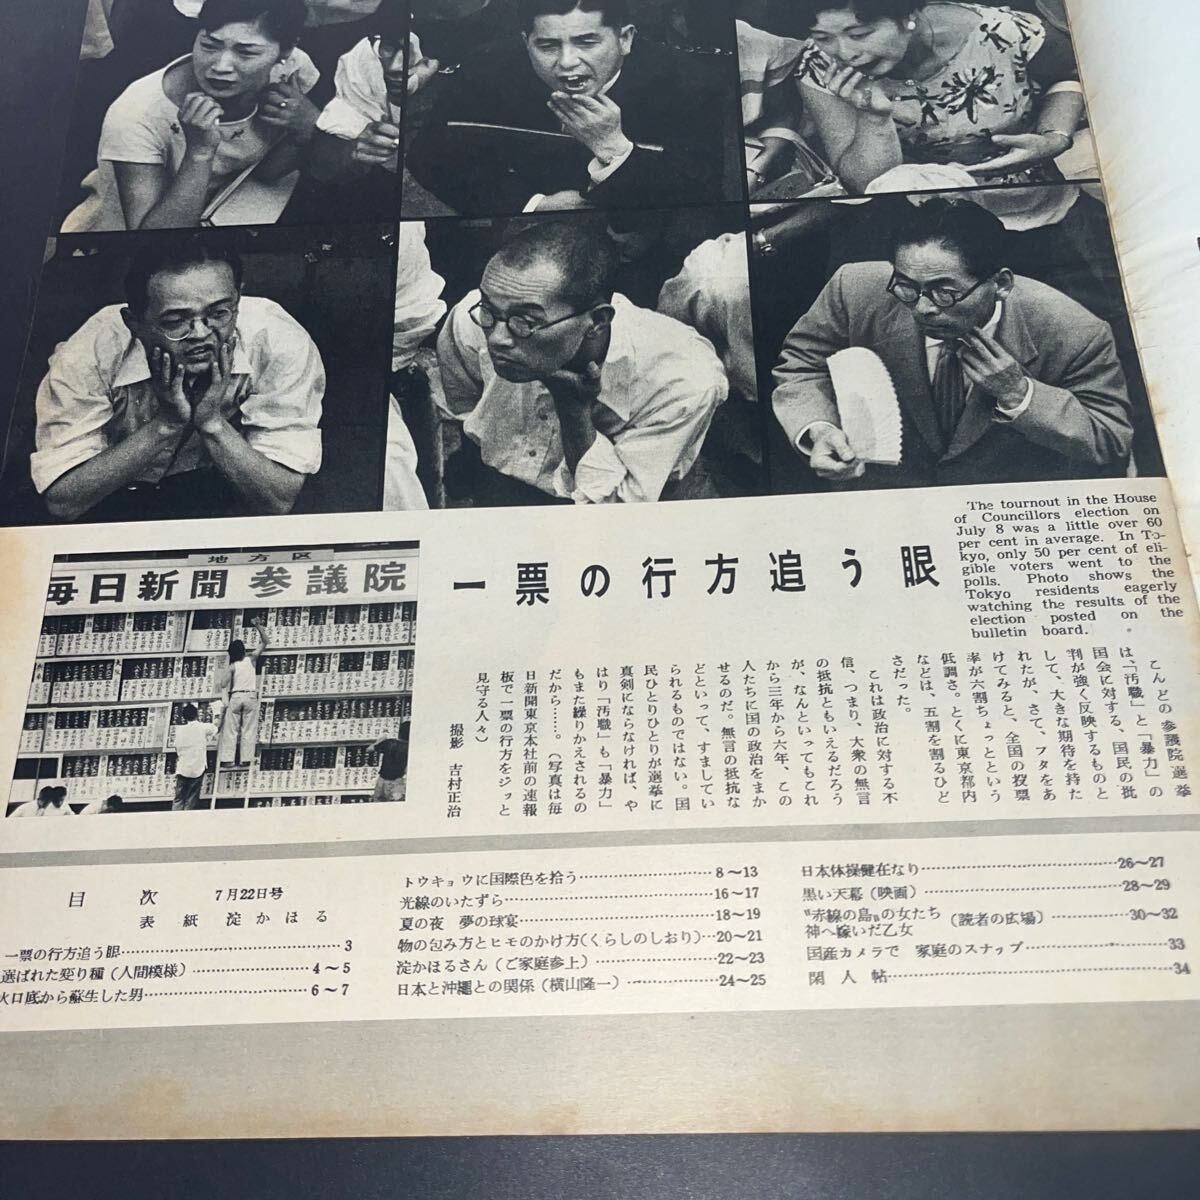 地方区
毎日新聞 参議院
一票の行方追う眼
The tournout in the House
of Councillors election on
July 8 was a little over 60
per cent in average. In To-
kyo, only 50 per cent of eli-
gible voters went to the
polls. Photo shows the
Tokyo residents eagerly
watching the results of the
election posted on the
bulletin board.
こんどの参議院選挙
は、「汚職」と「暴力」の
国会に対する、国民の批
判が強く反映するものと
して、大きな期待を持た
れたが、さて、フタをあ
けてみると、全国の投票
率が六割ちょっとという
低調さ。とくに東京都内
などは、五割を割るひど
さだった。
これは政治に対する不
信、つまり、大衆の無言
の抵抗ともいえるだろう
が、なんといってもこれ
から三年から六年、この
人たちに国の政治をまか
せるのだ。無言の抵抗な
どといって、すましてい
られるものではない。国
民ひとりひとりが選挙に
真剣にならなければ、や
はり「汚職」も「暴力」
もまた繰りかえされるの
だから……。（写真は毎
日新聞東京本社前の速報
板で一票の行方をジッと
見守る人々）
撮影 吉村正治
目次 7月22日号
表紙 淀かほる
一票の行方追う眼……3
選ばれた変り種（人間模様）……4〜5
火口底から蘇生した男……6〜7
トウキョウに国際色を拾う……8〜13
光線のいたずら……16〜17
夏の夜 夢の球宴……18〜19
物の包み方とヒモのかけ方（くらしのしおり）…20〜21
淀かほるさん（ご家庭参上）……22〜23
日本と沖縄との関係（横山隆一）……24〜25
日本体操健在なり……26〜27
黒い天幕（映画）……28〜29
〝赤線の島〟の女たち
神へ嫁いだ乙女（読者の広場）……30〜32
国産カメラで 家庭のスナップ……33
閑人帖……34